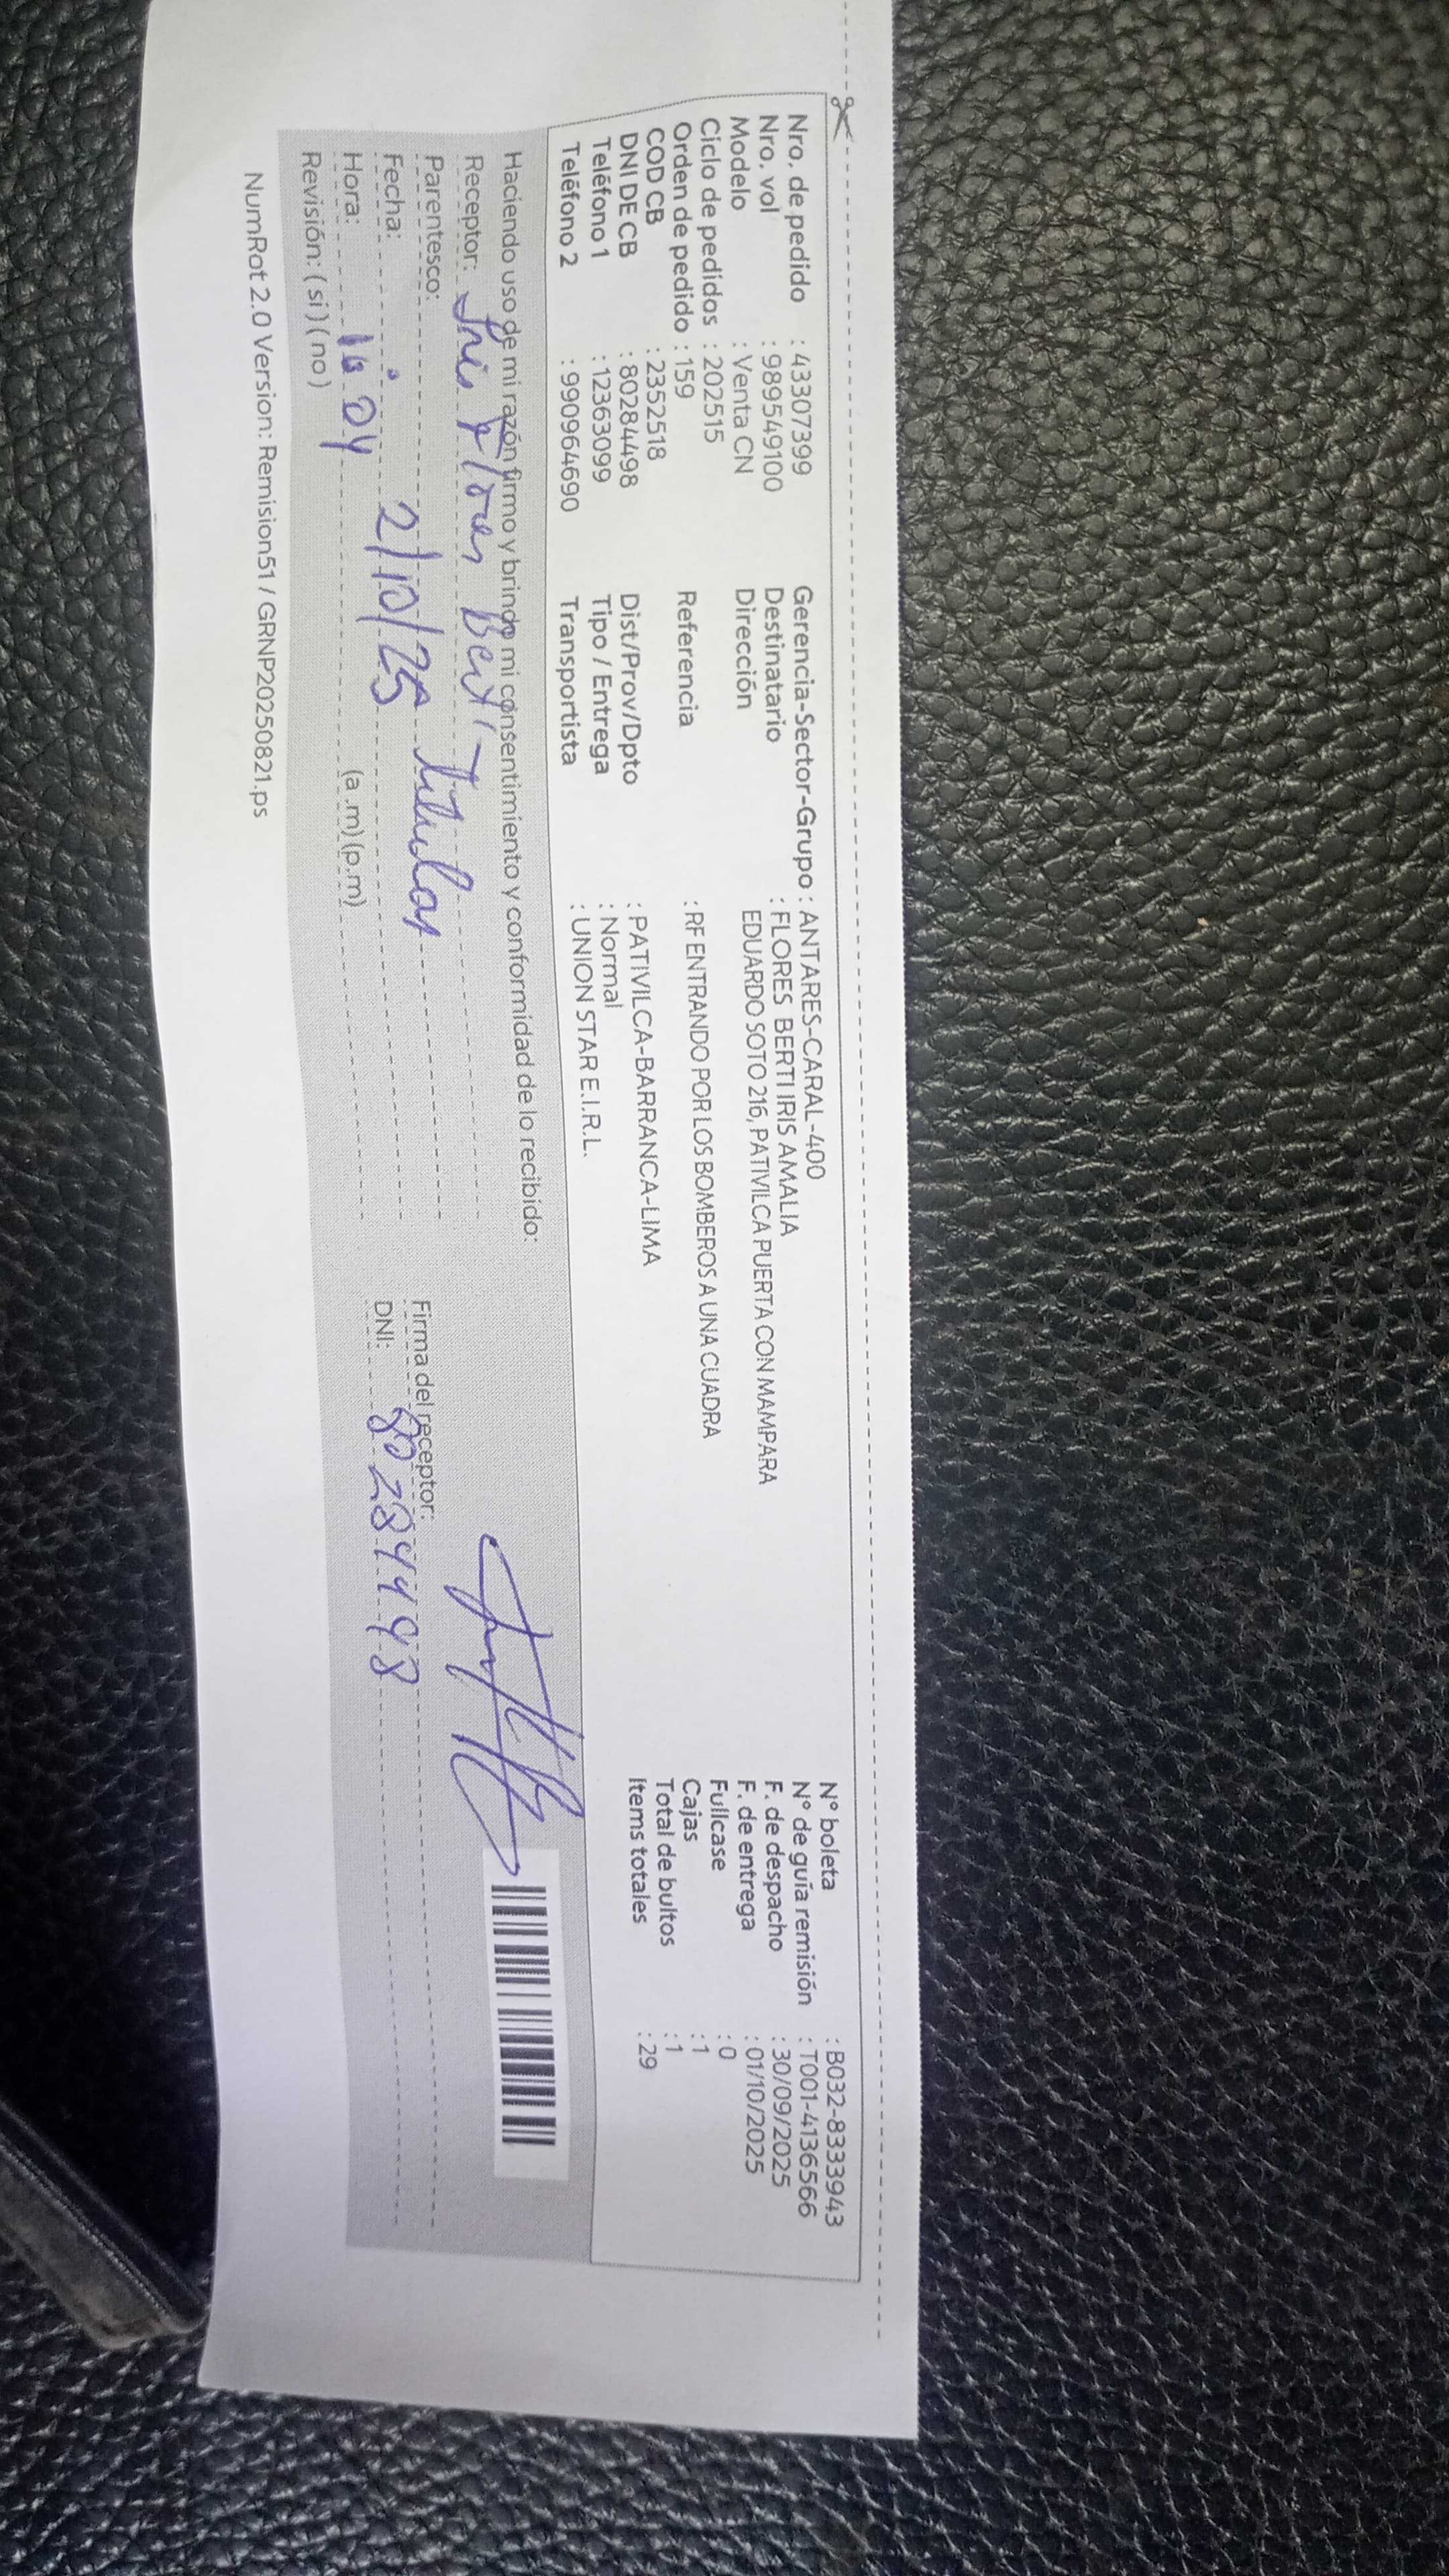 Nro. de pedido : 43307399
Nro. vol : 989549100
Modelo : Venta CN
Ciclo de pedidos : 202515
Orden de pedido : 159
COD CB : 2352518
DNI DE CB : 80284498
Teléfono 1 : 12363099
Teléfono 2 : 990964690
Gerencia-Sector-Grupo : ANTARES-CARAL-400
Destinatario : FLORES BERTI IRIS AMALIA
Dirección EDUARDO SOTO 216, PATIVILCA PUERTA CON MAMPARA
Referencia : RF ENTRANDO POR LOS BOMBEROS A UNA CUADRA
Dist/Prov/Dpto : PATIVILCA-BARRANCA-LIMA
Tipo / Entrega : Normal
Transportista : UNION STAR E.I.R.L.
N° boleta : B032-8333943
N° de guía remisión : T001-4136566
F. de despacho : 30/09/2025
F. de entrega : 01/10/2025
Fullcase : 0
Cajas : 1
Total de bultos : 1
Items totales : 29
Haciendo uso de mi razón firmo y brindo mi consentimiento y conformidad de lo recibido:
Receptor: Iris Flores Berti
Parentesco: titular
Fecha: 2/10/25
Hora: 16 04 (a.m) (p.m)
Revisión: ( si ) ( no )
Firma del receptor:
DNI: 80284498
NumRot 2.0 Version: Remision51 / GRNP20250821.ps